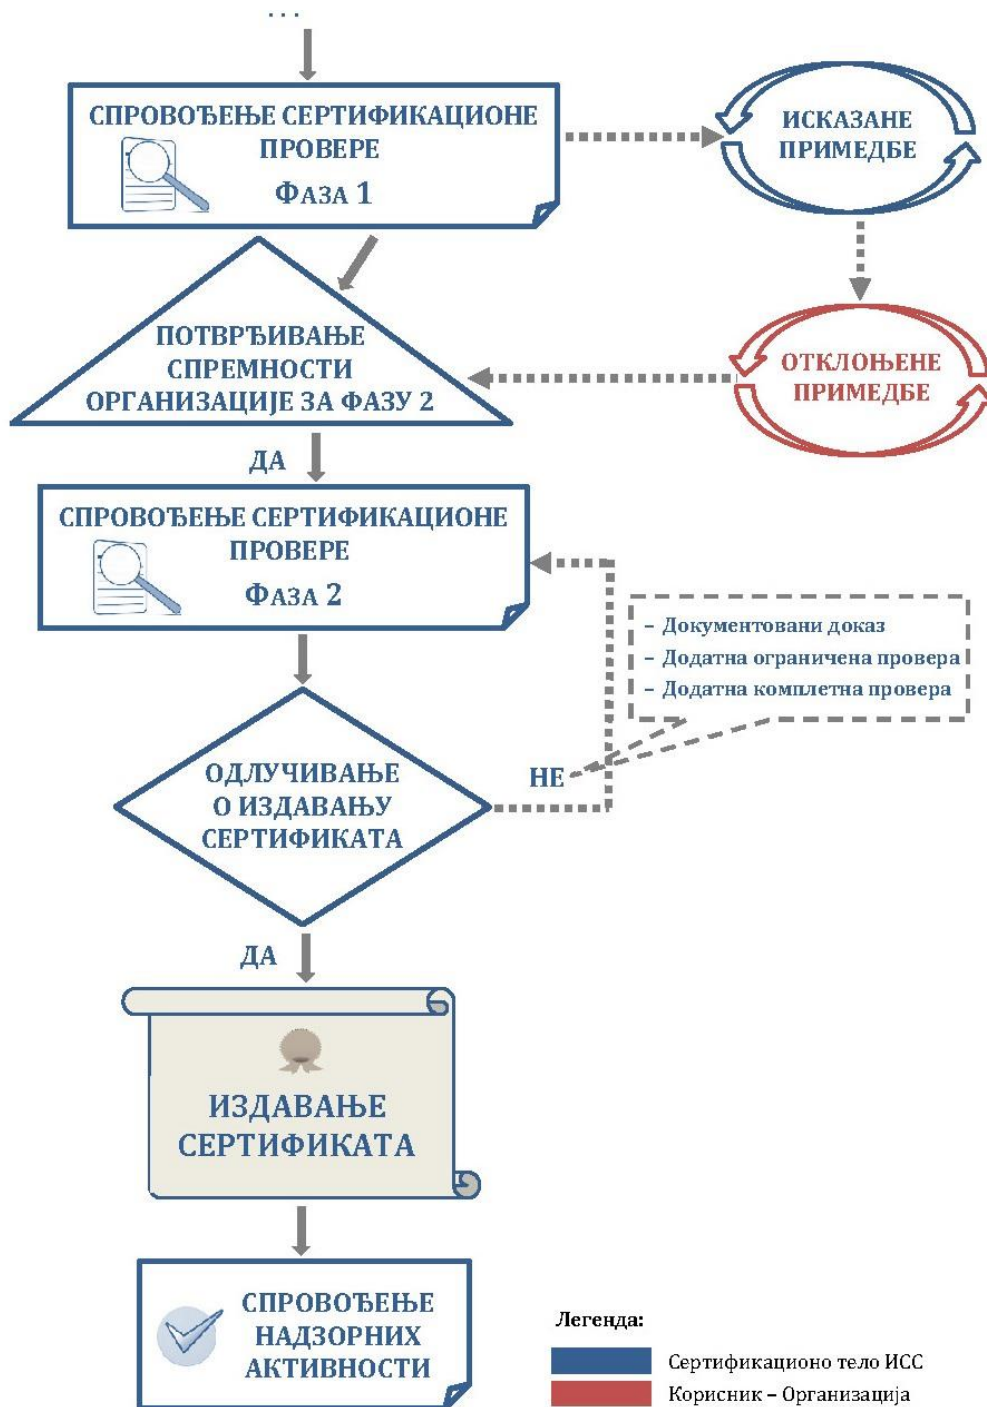 ...
СПРОВОЂЕЊЕ СЕРТИФИКАЦИОНЕ
ПРОВЕРЕ
ФАЗА 1
ИСКАЗАНЕ
ПРИМЕДБЕ
ПОТВРЂИВАЊЕ
СПРЕМНОСТИ
ОРГАНИЗАЦИЈЕ ЗА ФАЗУ 2
ОТКЛОЊЕНЕ
ПРИМЕДБЕ
ДА
СПРОВОЂЕЊЕ СЕРТИФИКАЦИОНЕ
ПРОВЕРЕ
ФАЗА 2
– Документовани доказ
– Додатна ограничена провера
– Додатна комплетна провера
ОДЛУЧИВАЊЕ
О ИЗДАВАЊУ
СЕРТИФИКАТА
НЕ
ДА
ИЗДАВАЊЕ
СЕРТИФИКАТА
СПРОВОЂЕЊЕ
НАДЗОРНИХ
АКТИВНОСТИ
Легенда:
Сертификационо тело ИСС
Корисник – Организација